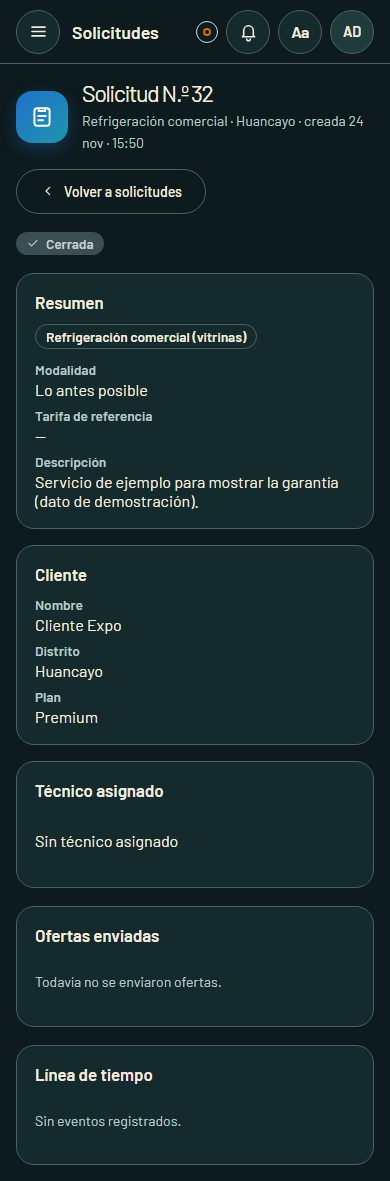 Solicitudes
Aa
AD
Solicitud N.º 32
Refrigeración comercial · Huancayo · creada 24
nov · 15:50
Volver a solicitudes
Cerrada
Resumen
Refrigeración comercial (vitrinas)
Modalidad
Lo antes posible
Tarifa de referencia
—
Descripción
Servicio de ejemplo para mostrar la garantía
(dato de demostración).
Cliente
Nombre
Cliente Expo
Distrito
Huancayo
Plan
Premium
Técnico asignado
Sin técnico asignado
Ofertas enviadas
Todavía no se enviaron ofertas.
Línea de tiempo
Sin eventos registrados.